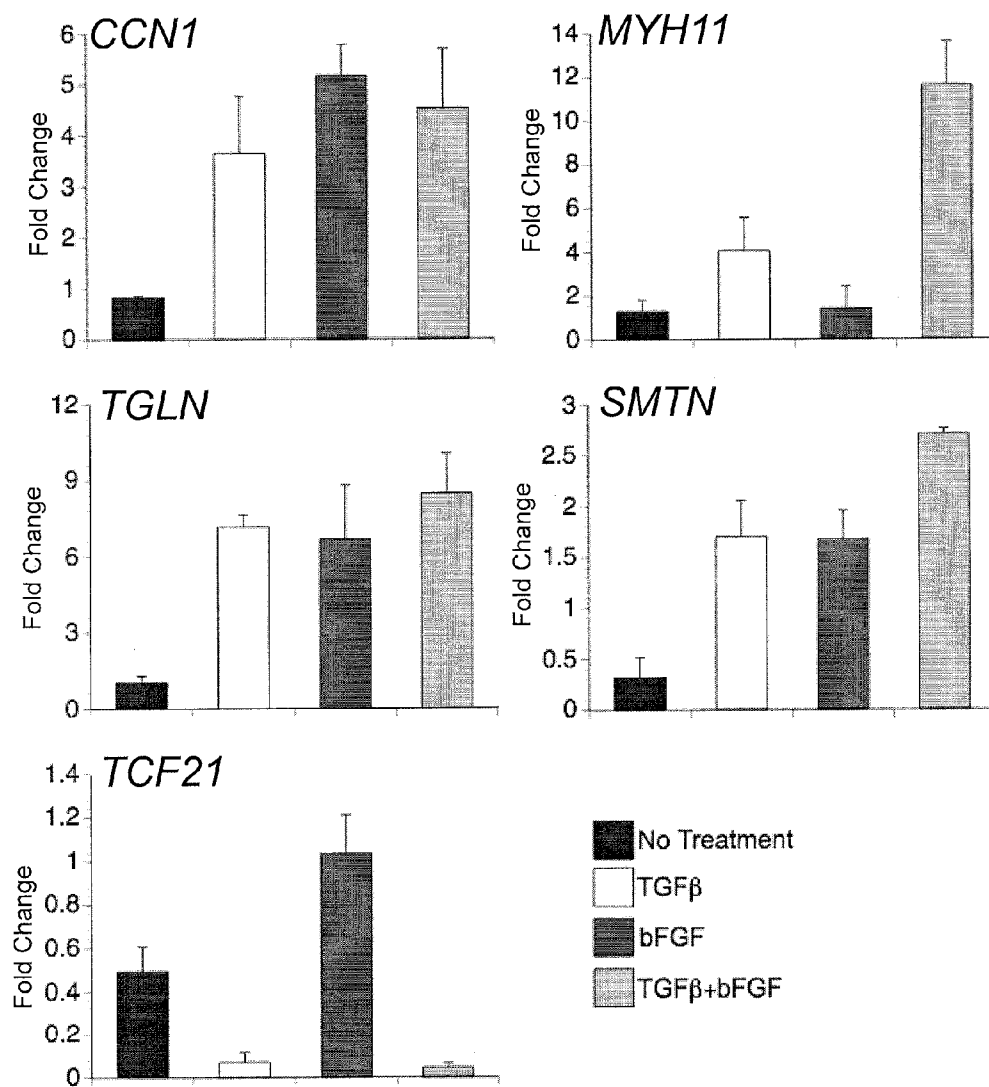 CCN1
6
5
4
3
2
1
0
Fold Change
MYH11
14
12
10
8
6
4
2
0
Fold Change
TGLN
12
9
6
3
0
Fold Change
SMTN
3
2.5
2
1.5
1
0.5
0
Fold Change
TCF21
1.4
1.2
1
0.8
0.6
0.4
0.2
0
Fold Change
No Treatment
TGFβ
bFGF
TGFβ+bFGF